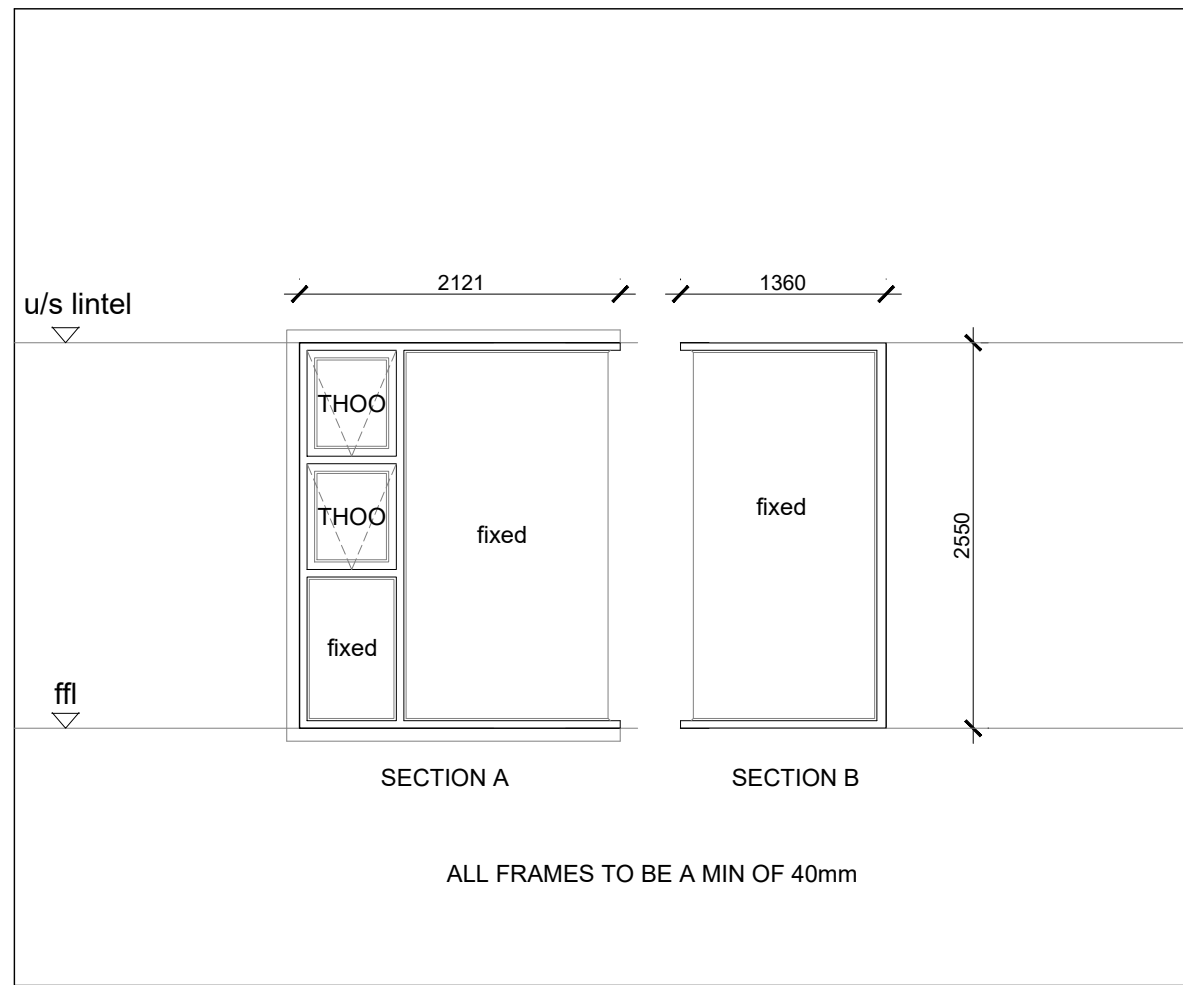 2121
1360
u/s lintel
THOO
THOO
fixed
fixed
fixed
2550
ffl
SECTION A
SECTION B
ALL FRAMES TO BE A MIN OF 40mm